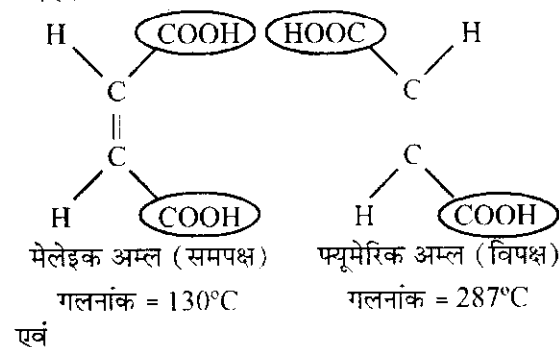 H COOH HOOC H
C C
||
C C
H COOH H COOH
मेलेइक अम्ल (समपक्ष) फ्यूमेरिक अम्ल (विपक्ष)
गलनांक = 130°C गलनांक = 287°C
एवं